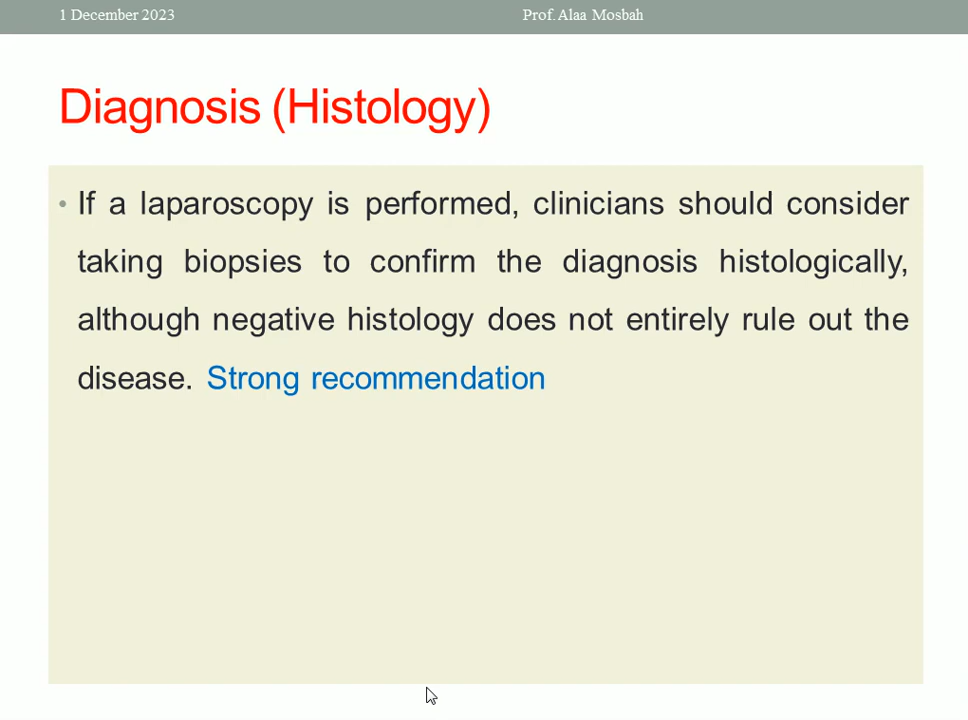 1 December 2023 Prof. Alaa Mosbah
Diagnosis (Histology)
• If a laparoscopy is performed, clinicians should consider
taking biopsies to confirm the diagnosis histologically,
although negative histology does not entirely rule out the
disease. Strong recommendation